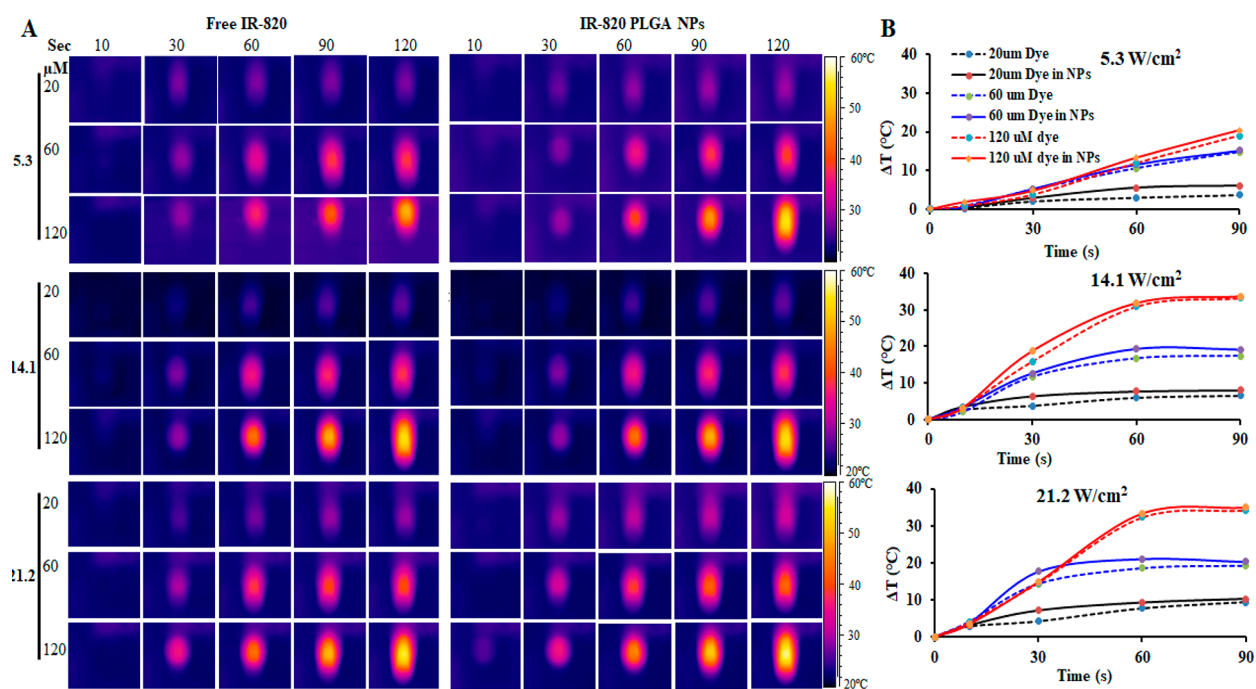 A
Free IR-820
IR-820 PLGA NPs
B
Sec 10 30 60 90 120 10 30 60 90 120
µM
20
60
120
5.3
60℃
50
40
30
20
60
120
14.1
60℃
50
40
30
20℃
20
60
120
21.2
60℃
50
40
30
20℃
5.3 W/cm²
20um Dye
20um Dye in NPs
60 um Dye
60 um Dye in NPs
120 uM dye
120 uM dye in NPs
ΔT (℃)
40
30
20
10
0
0 30 60 90
Time (s)
14.1 W/cm²
ΔT (℃)
40
30
20
10
0
0 30 60 90
Time (s)
21.2 W/cm²
ΔT (℃)
40
30
20
10
0
0 30 60 90
Time (s)